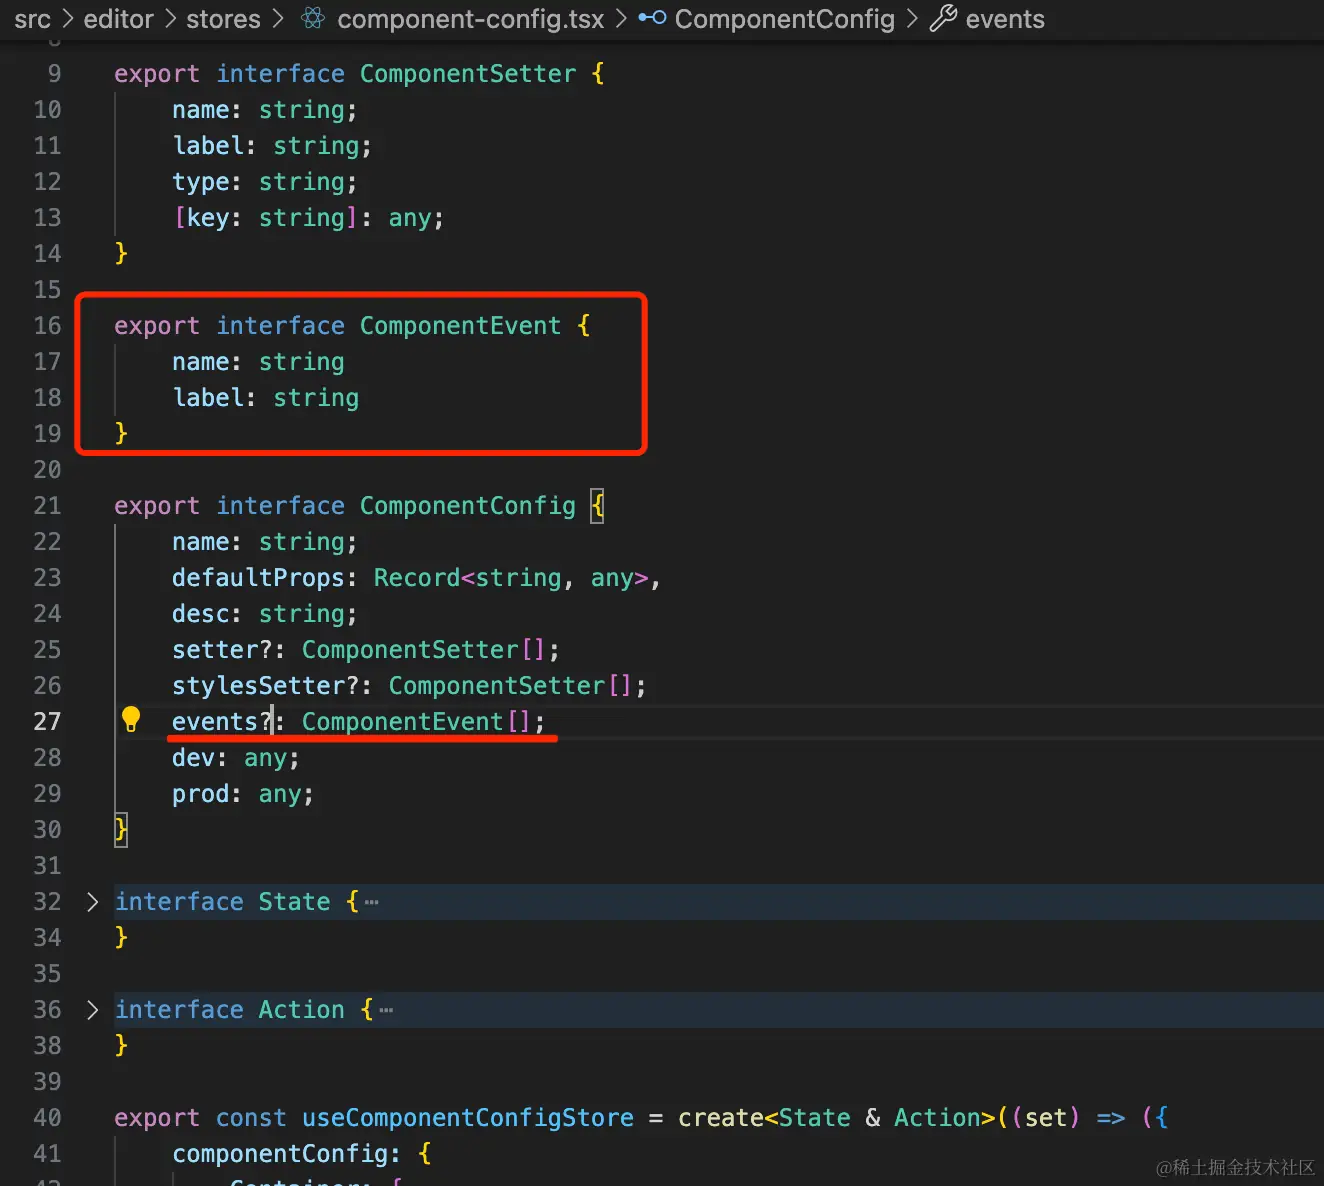 src > editor > stores > component-config.tsx > ComponentConfig > events
9 export interface ComponentSetter {
10 name: string;
11 label: string;
12 type: string;
13 [key: string]: any;
14 }
15
16 export interface ComponentEvent {
17 name: string
18 label: string
19 }
20
21 export interface ComponentConfig {
22 name: string;
23 defaultProps: Record<string, any>,
24 desc: string;
25 setter?: ComponentSetter[];
26 stylesSetter?: ComponentSetter[];
27 events?: ComponentEvent[];
28 dev: any;
29 prod: any;
30 }
31
32 > interface State {⋯
34 }
35
36 > interface Action {⋯
38 }
39
40 export const useComponentConfigStore = create<State & Action>((set) => ({
41 componentConfig: {
@稀土掘金技术社区